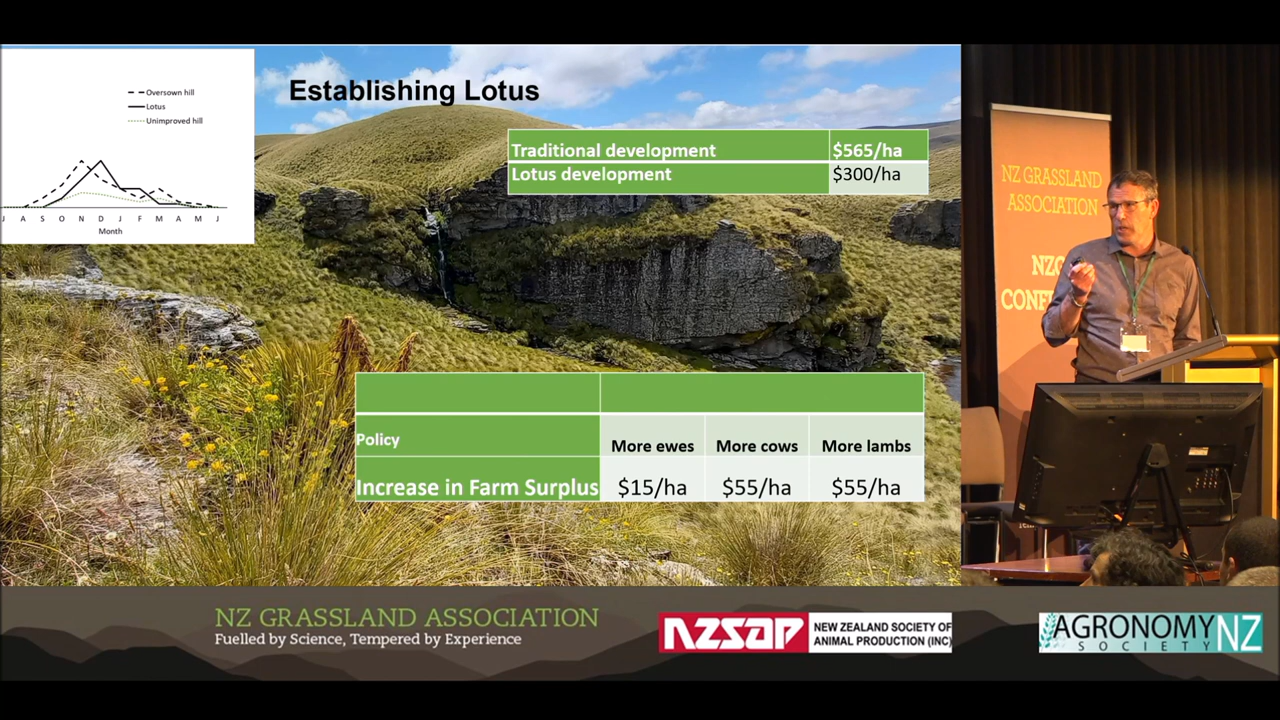 Establishing Lotus
Oversown hill
Lotus
Unimproved hill
J A S O N D J F M A M J
Month
Traditional development $565/ha
Lotus development $300/ha
Policy More ewes More cows More lambs
Increase in Farm Surplus $15/ha $55/ha $55/ha
NZ GRASSLAND
ASSOCIATION
NZ GRASSLAND ASSOCIATION
Fuelled by Science, Tempered by Experience
NZSAP
NEW ZEALAND SOCIETY OF
ANIMAL PRODUCTION (INC)
AGRONOMY NZ
SOCIETY